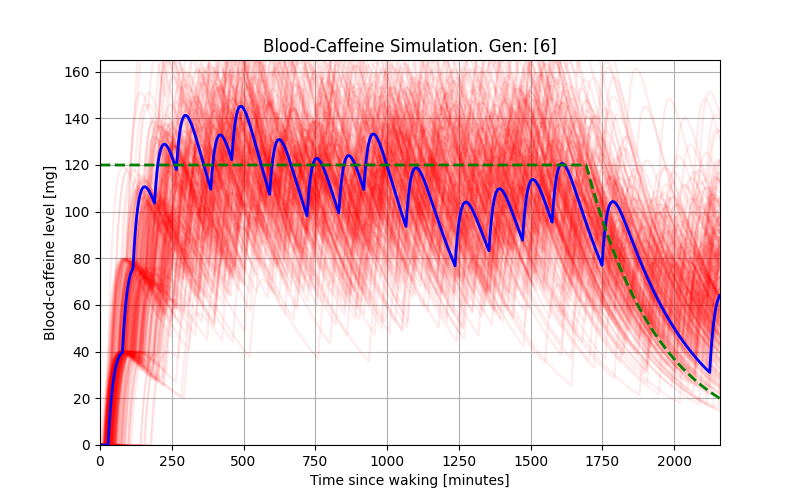 Blood-Caffeine Simulation. Gen: [6]
Blood-caffeine level [mg]
160
140
120
100
80
60
40
20
0
0 250 500 750 1000 1250 1500 1750 2000
Time since waking [minutes]